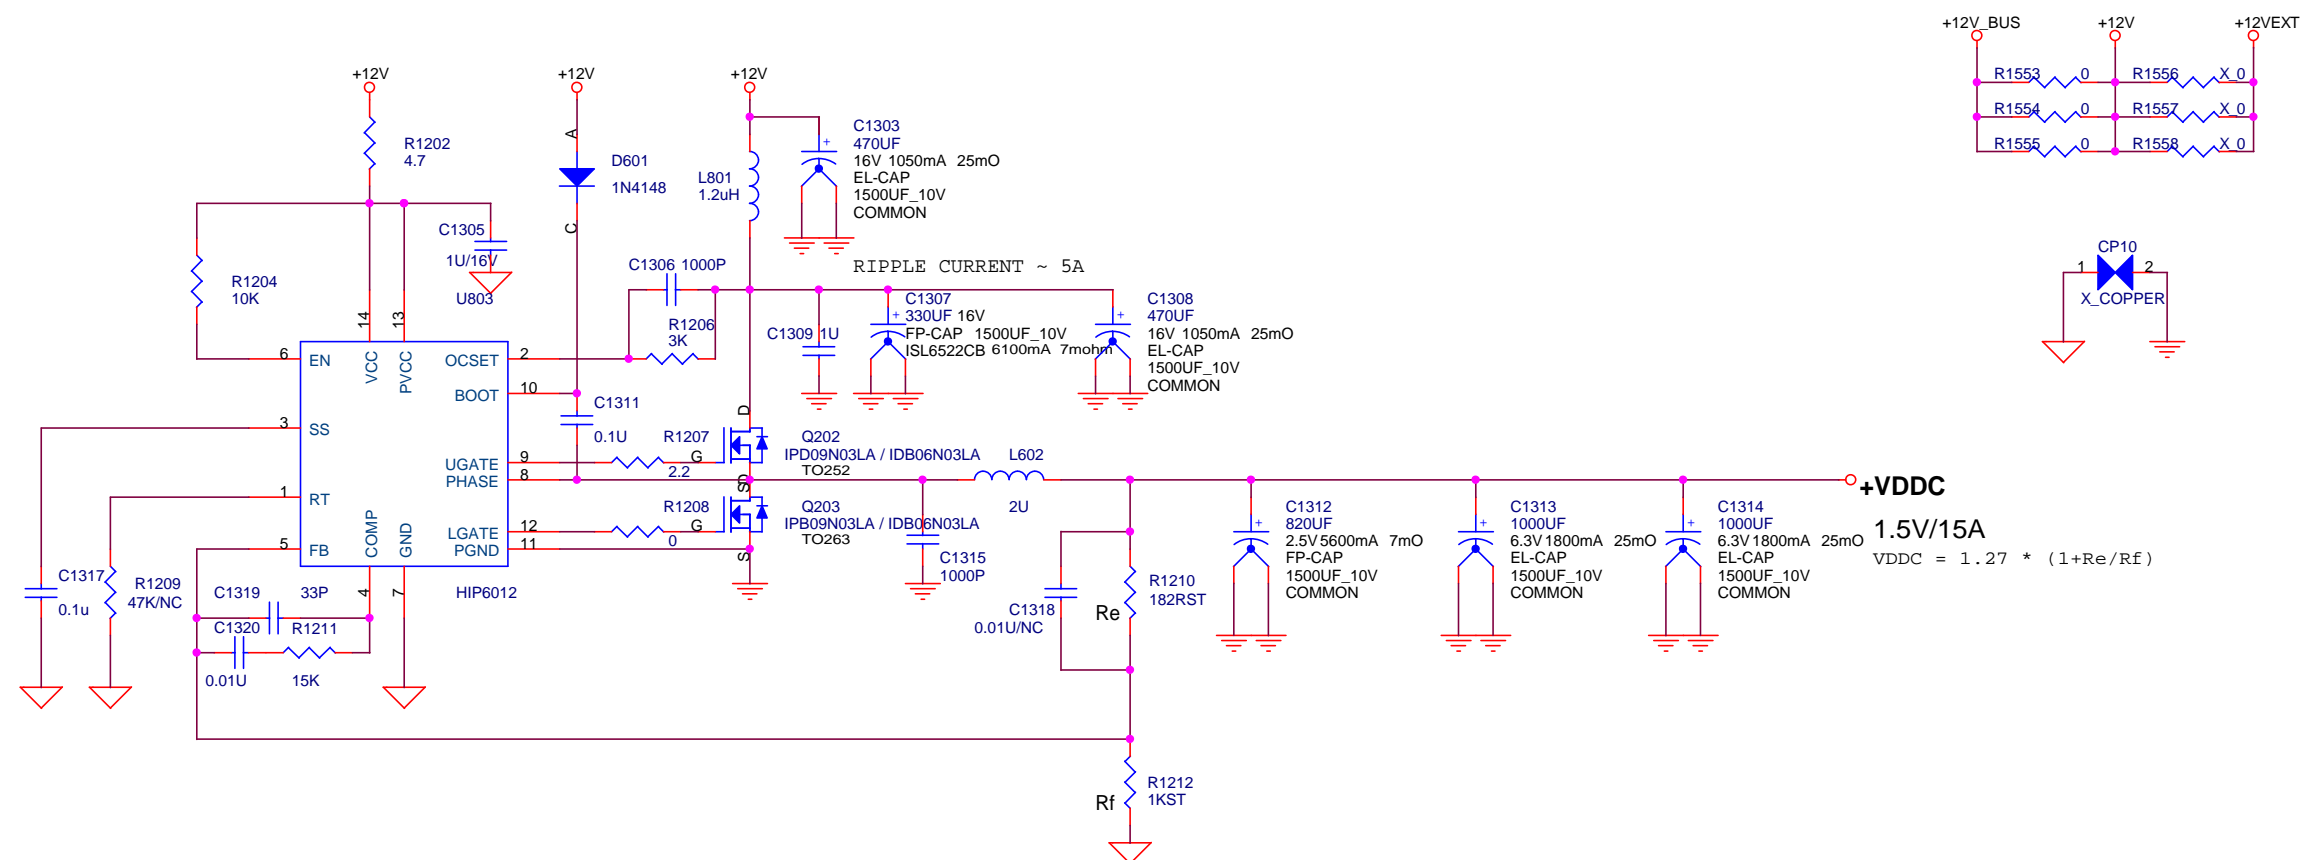 +12V_BUS
+12V
+12VEXT
R1553 0
R1556 X_0
R1554 0
R1557 X_0
R1555 0
R1558 X_0
+12V
+12V
+12V
R1202
4.7
A
D601
1N4148
C
L801
1.2uH
C1303
470UF
16V 1050mA 25mO
EL-CAP
1500UF_10V
COMMON
+
C1305
1U/16V
R1204
10K
U803
C1306 1000P
RIPPLE CURRENT ~ 5A
CP10
1
2
X_COPPER
R1206
3K
C1309 1U
C1307
+ 330UF 16V
FP-CAP 1500UF_10V
ISL6522CB 6100mA 7mohm
C1308
+ 470UF
16V 1050mA 25mO
EL-CAP
1500UF_10V
COMMON
14
13
6
EN
VCC
PVCC
OCSET
2
BOOT
10
C1311
0.1U
D
3
SS
R1207
2.2
G
Q202
IPD09N03LA / IDB06N03LA
TO252
UGATE
9
PHASE
8
S
D
L602
2U
+VDDC
1.5V/15A
VDDC = 1.27 * (1+Re/Rf)
1
RT
R1208
0
G
Q203
IPB09N03LA / IDB06N03LA
TO263
COMP
GND
LGATE
12
PGND
11
S
5
FB
C1315
1000P
C1312
820UF
+
2.5V 5600mA 7mO
FP-CAP
1500UF_10V
COMMON
C1313
1000UF
+
6.3V 1800mA 25mO
EL-CAP
1500UF_10V
COMMON
C1314
1000UF
+
6.3V 1800mA 25mO
EL-CAP
1500UF_10V
COMMON
C1317
0.1u
R1209
47K/NC
C1319
33P
4
7
HIP6012
C1320
0.01U
R1211
15K
C1318
0.01U/NC
Re
R1210
182RST
Rf
R1212
1KST